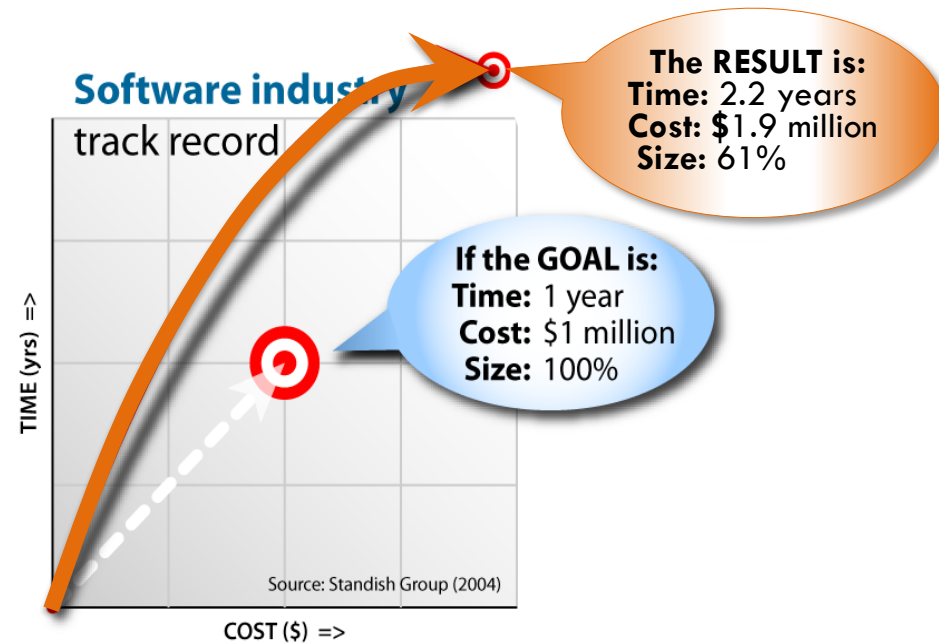 Software industry
track record
The RESULT is:
Time: 2.2 years
Cost: $1.9 million
Size: 61%
If the GOAL is:
Time: 1 year
Cost: $1 million
Size: 100%
TIME (yrs) =>
Source: Standish Group (2004)
COST ($) =>